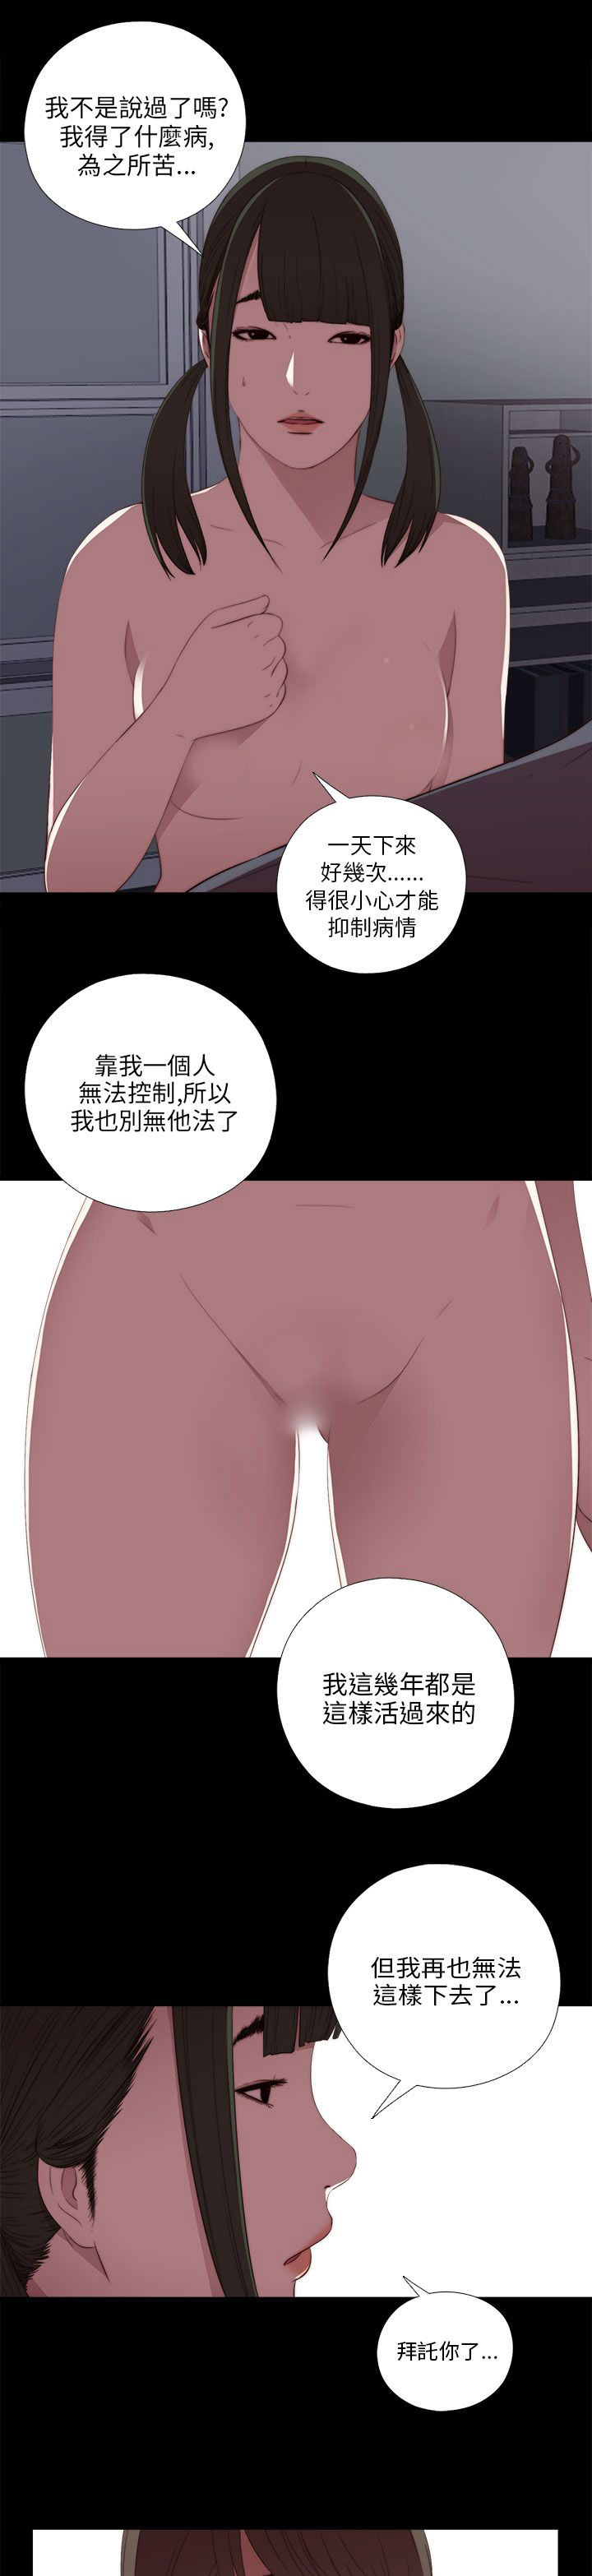 我不是說過了嗎?
我得了什麼病,
為之所苦...
一天下來
好幾次......
得很小心才能
抑制病情
靠我一個人
無法控制,所以
我也別無他法了
我這幾年都是
這樣活過來的
但我再也無法
這樣下去了...
拜託你了...